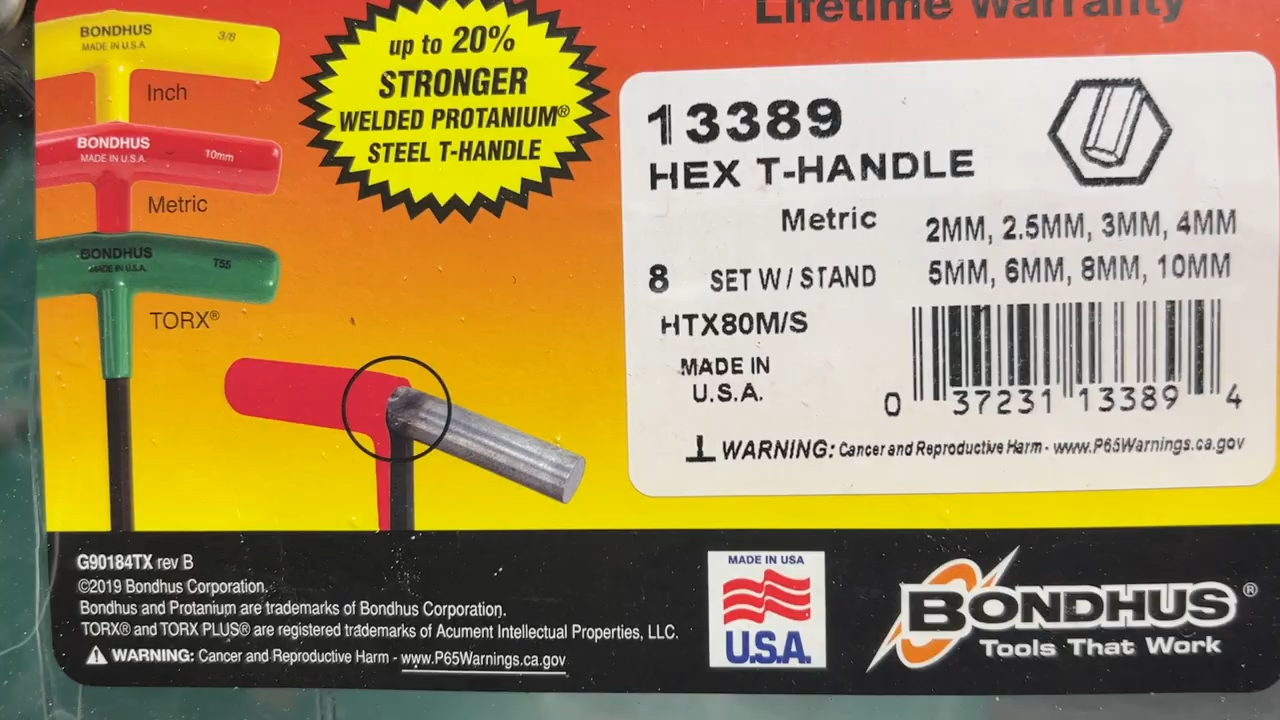 BONDHUS
MADE IN U.S.A.
3/8
Inch
BONDHUS
MADE IN U.S.A.
10mm
Metric
BONDHUS
MADE IN U.S.A.
T55
TORX®
up to 20%
STRONGER
WELDED PROTANIUM®
STEEL T-HANDLE
Lifetime Warranty
13389
HEX T-HANDLE
Metric
2MM, 2.5MM, 3MM, 4MM
8 SET W/ STAND
5MM, 6MM, 8MM, 10MM
HTX80M/S
MADE IN
U.S.A.
0 37231 13389 4
WARNING: Cancer and Reproductive Harm - www.P65Warnings.ca.gov
G90184TX rev B
©2019 Bondhus Corporation.
Bondhus and Protanium are trademarks of Bondhus Corporation.
TORX® and TORX PLUS® are registered trademarks of Acument Intellectual Properties, LLC.
WARNING: Cancer and Reproductive Harm - www.P65Warnings.ca.gov
MADE IN USA
U.S.A.
BONDHUS®
Tools That Work